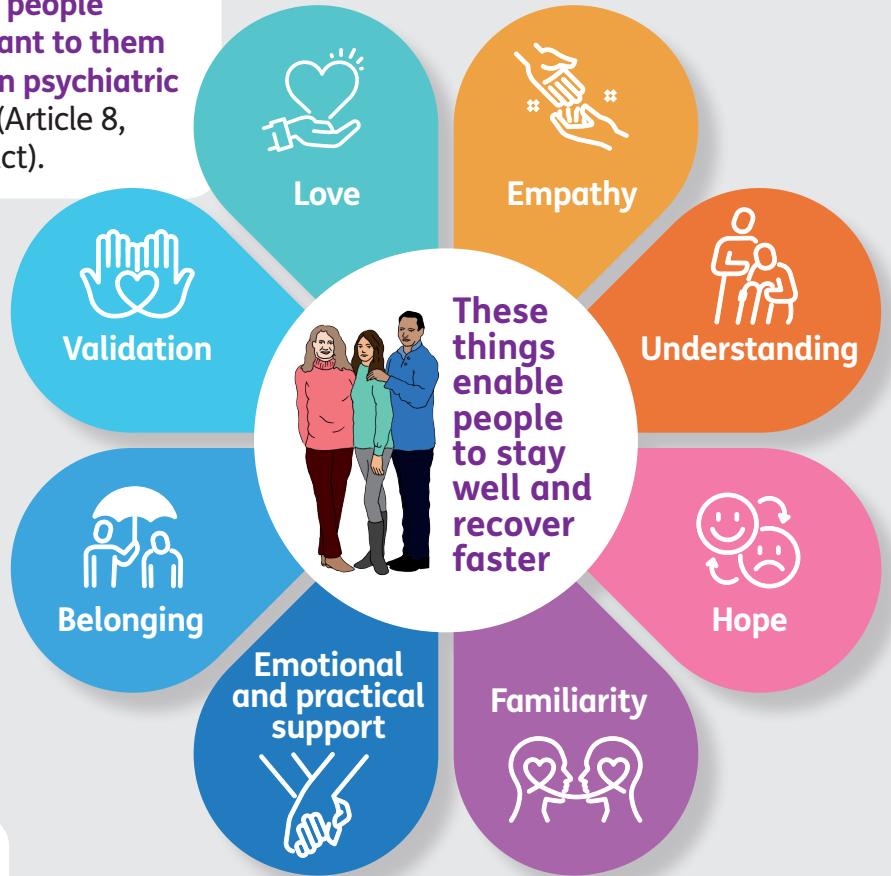 people
ant to them
n psychiatric
(Article 8,
ct).
Love
Empathy
Validation
Understanding
These
things
enable
people
to stay
well and
recover
faster
Belonging
Hope
Emotional
and practical
support
Familiarity